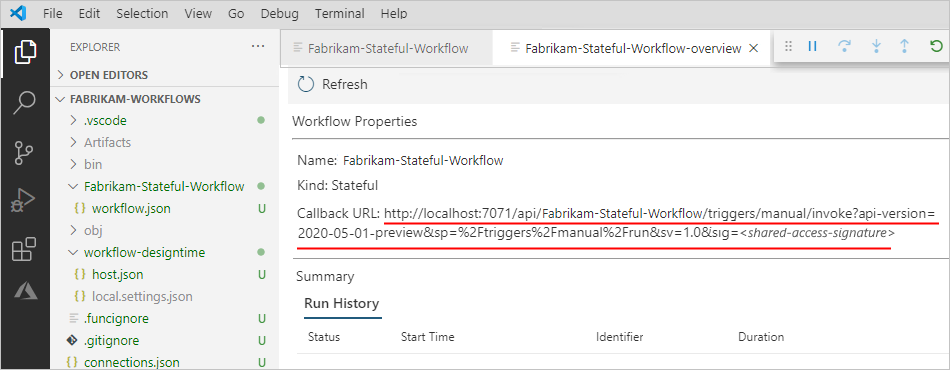 File Edit Selection View Go Debug Terminal Help
EXPLORER ...
OPEN EDITORS
FABRIKAM-WORKFLOWS
.vscode
Artifacts
bin
Fabrikam-Stateful-Workflow
{} workflow.json U
obj
workflow-designtime
{} host.json U
{} local.settings.json
.funcignore U
.gitignore U
connections.json U
Fabrikam-Stateful-Workflow
Fabrikam-Stateful-Workflow-overview
Refresh
Workflow Properties
Name: Fabrikam-Stateful-Workflow
Kind: Stateful
Callback URL: http://localhost:7071/api/Fabrikam-Stateful-Workflow/triggers/manual/invoke?api-version=
2020-05-01-preview&sp=%2Ftriggers%2Fmanual%2Frun&sv=1.0&sig=<shared-access-signature>
Summary
Run History
Status Start Time Identifier Duration